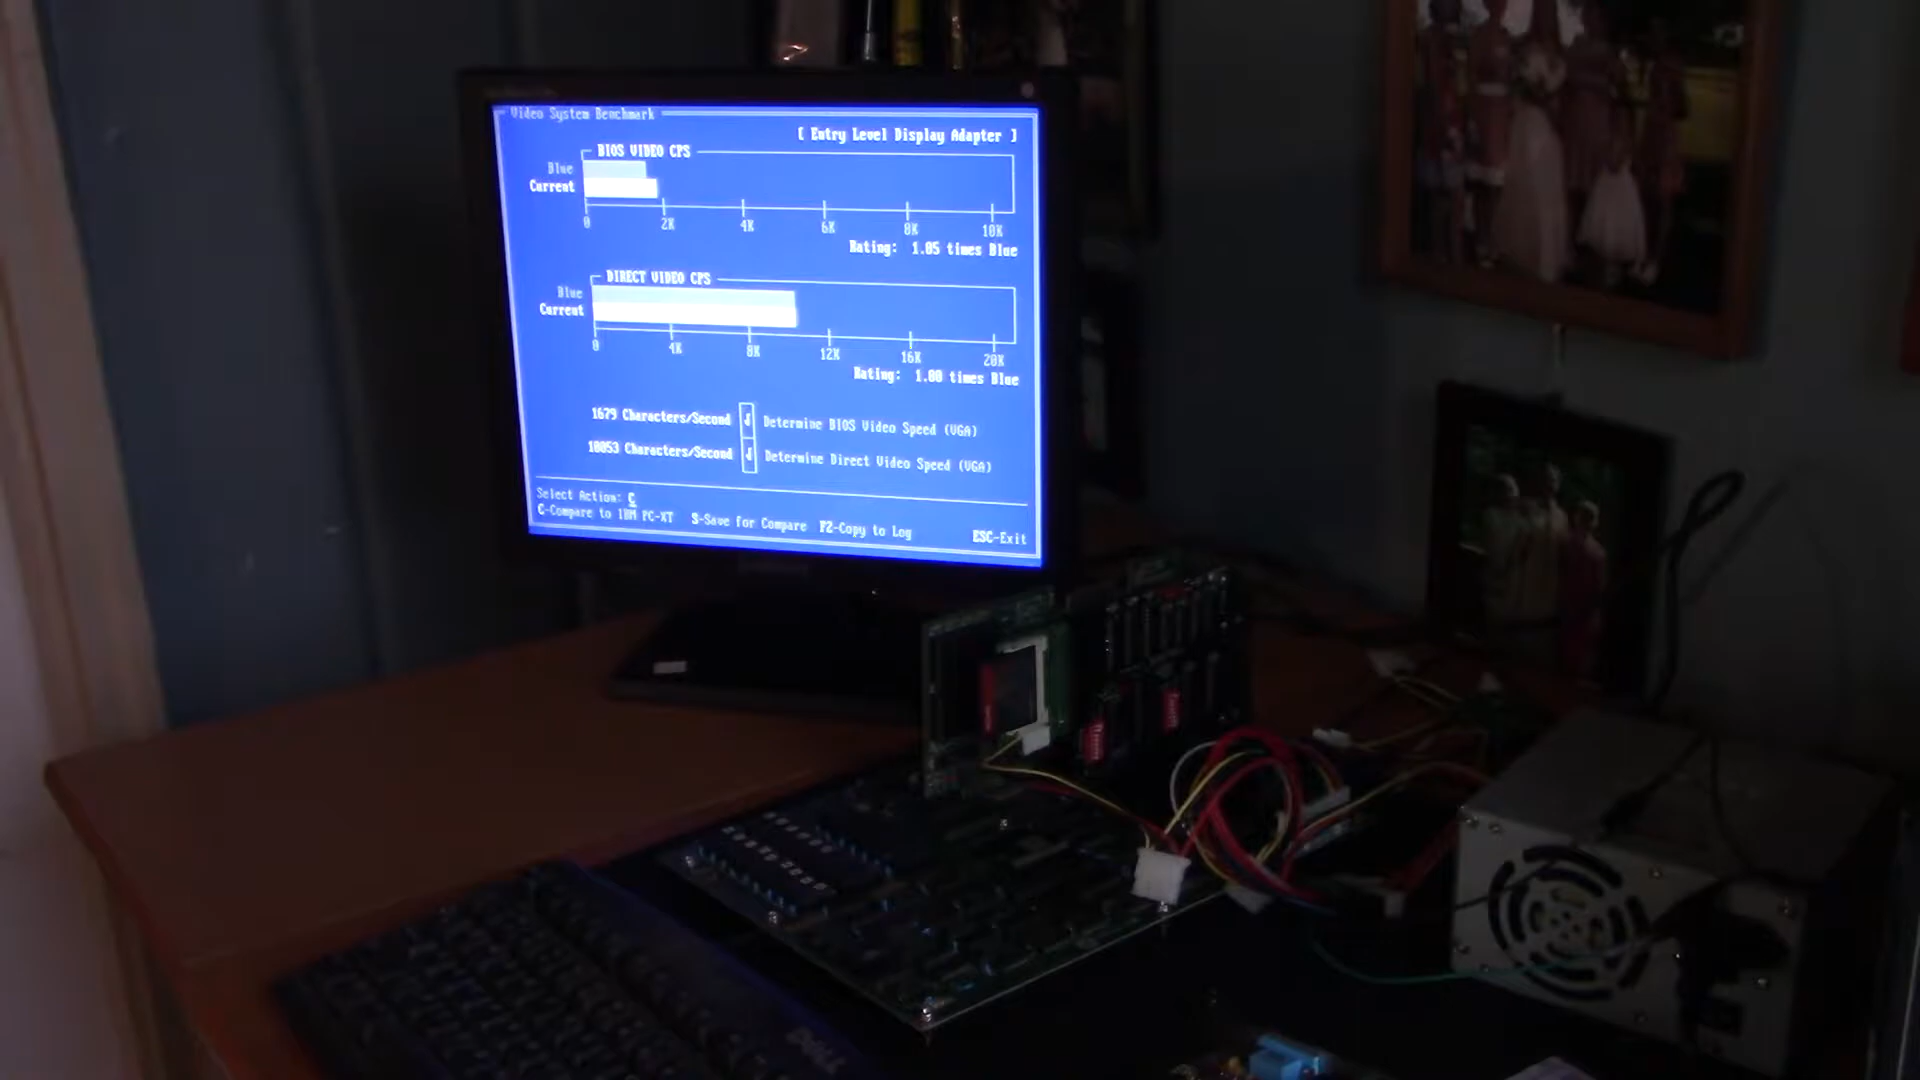 Video System Benchmark
[ Entry Level Display Adapter ]
BIOS VIDEO CPS
Blue
Current
0 2K 4K 6K 8K 10K
Rating: 1.05 times Blue
DIRECT VIDEO CPS
Blue
Current
0 4K 8K 12K 16K 20K
Rating: 1.00 times Blue
1679 Characters/Second √ Determine BIOS Video Speed (VGA)
10053 Characters/Second √ Determine Direct Video Speed (VGA)
Select Action: C
C-Compare to IBM PC-XT S-Save for Compare F2-Copy to Log ESC-Exit
DELL